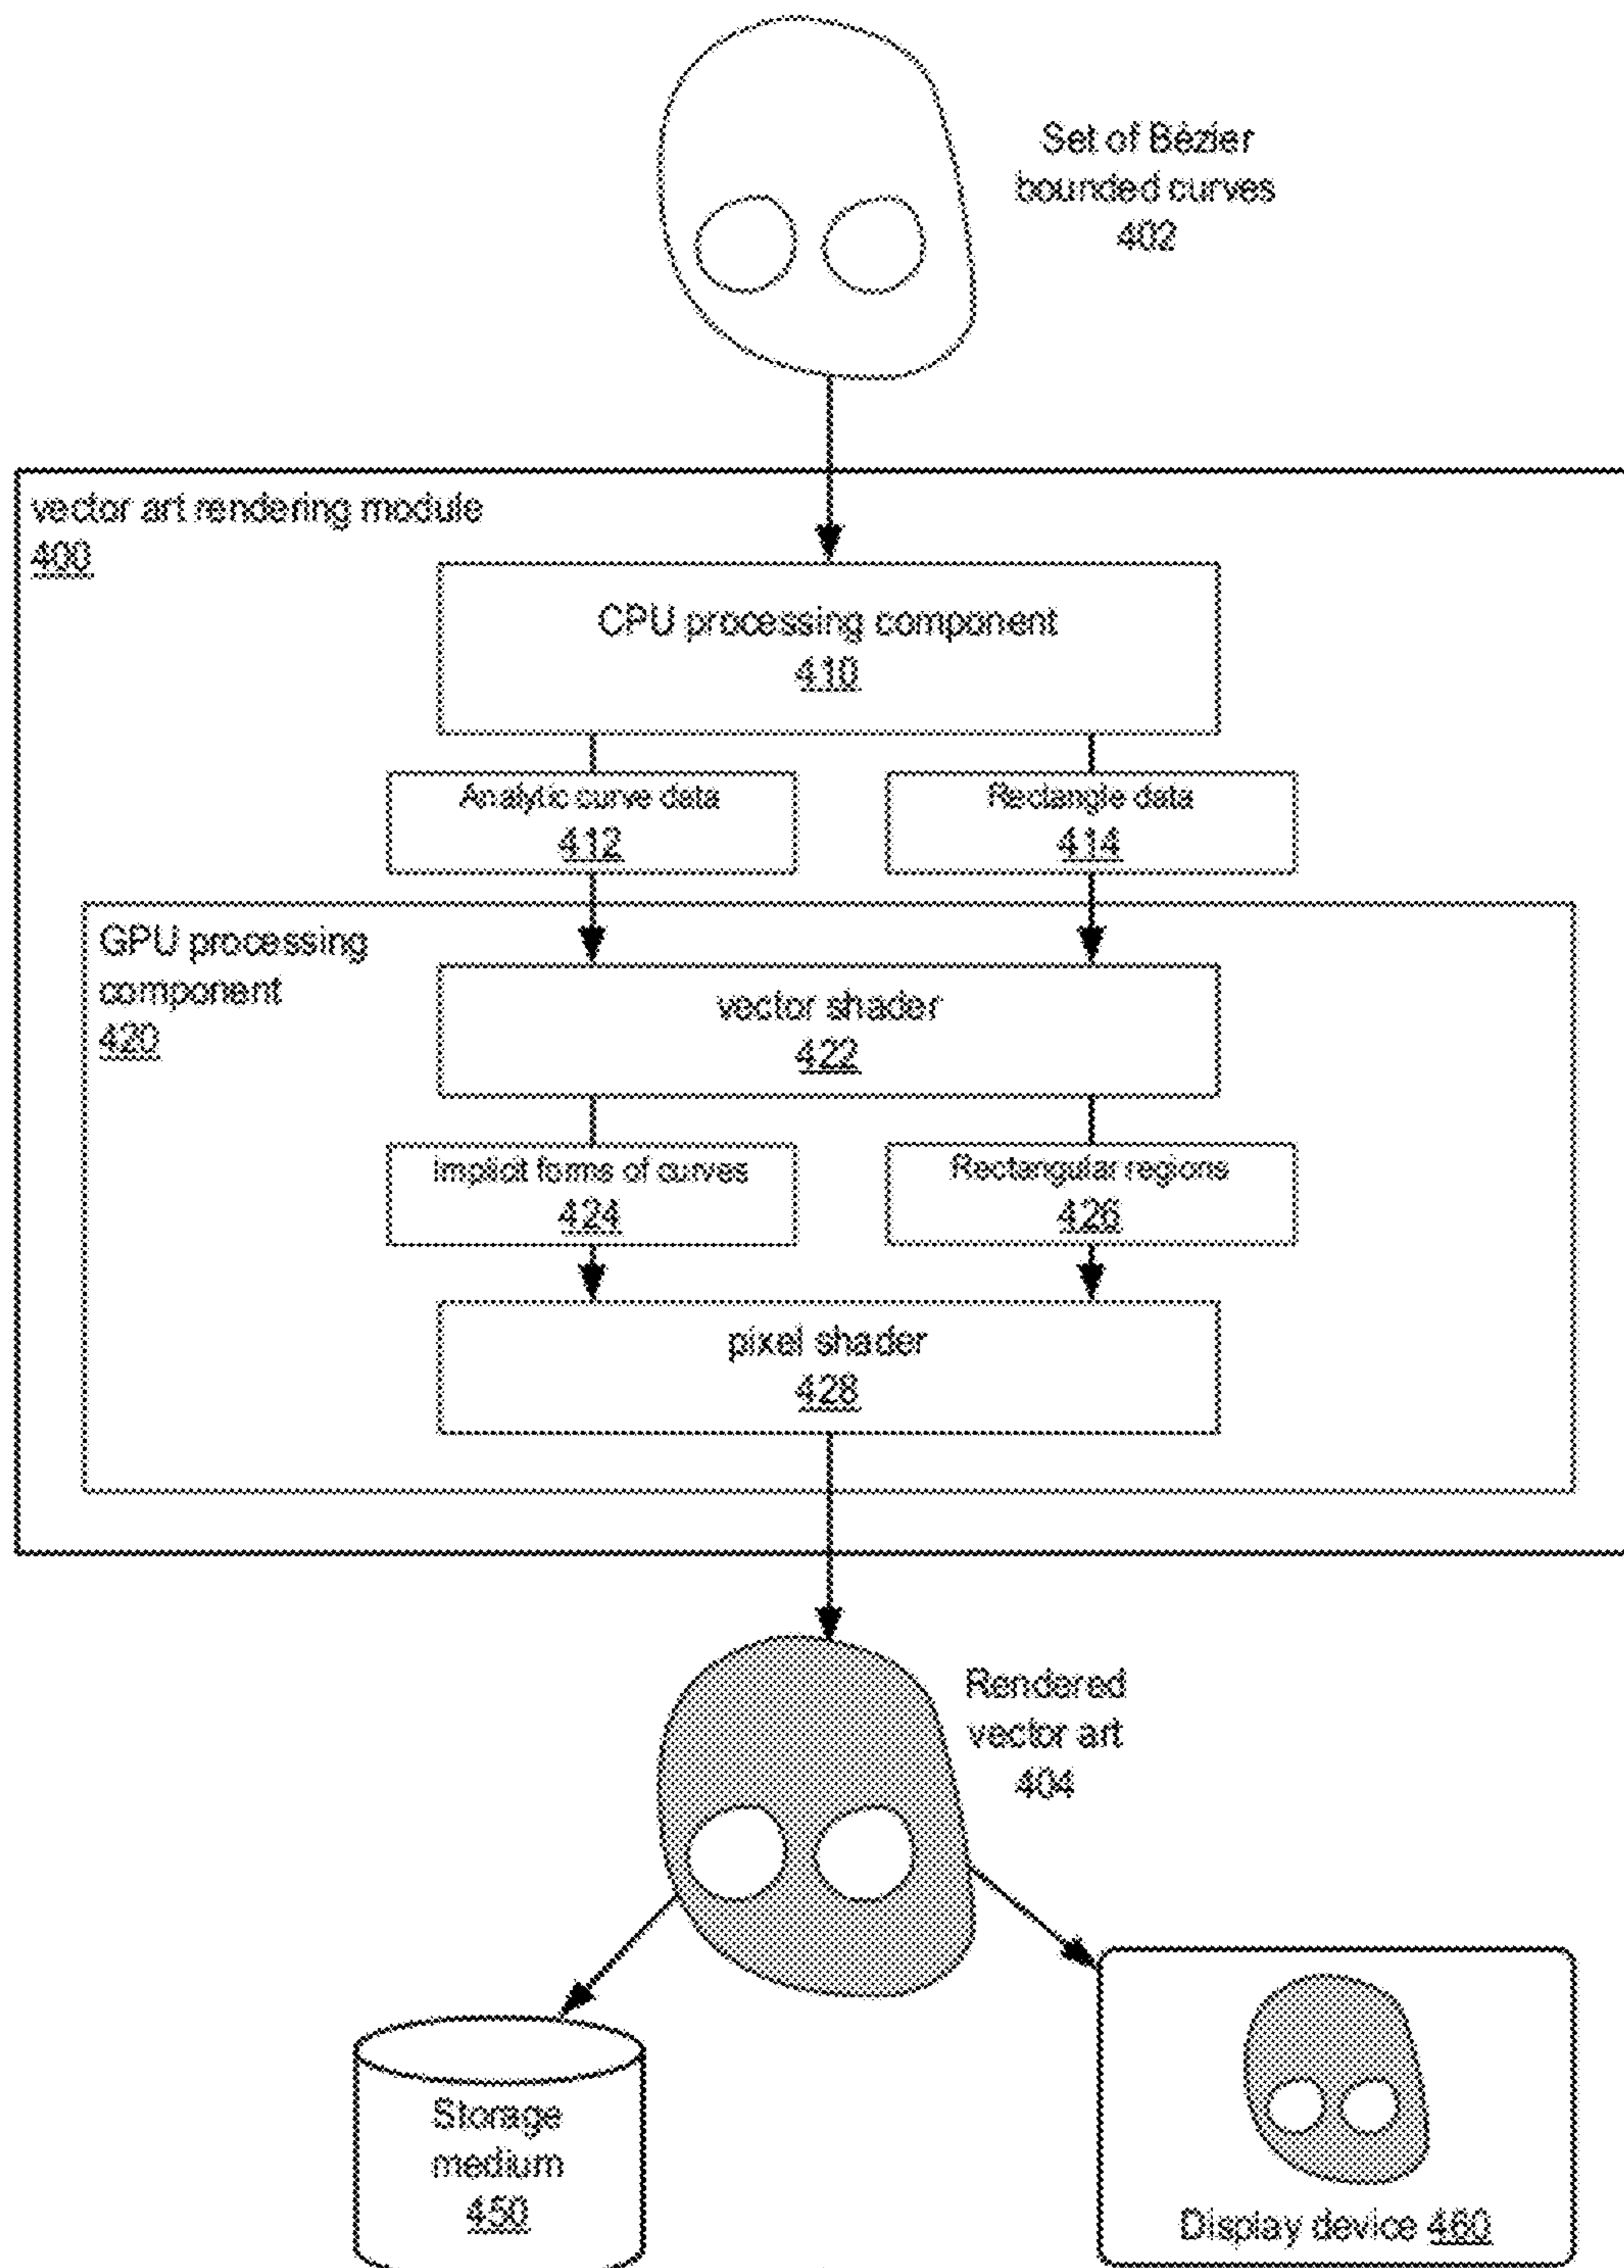 Set of Bézier
bounded curves
402
vector art rendering module
400
CPU processing component
410
Analytic curve data
412
Rectangle data
414
GPU processing
component
420
vector shader
422
Implicit forms of curves
424
Rectangular regions
426
pixel shader
428
Rendered
vector art
404
Storage
medium
450
Display device 460